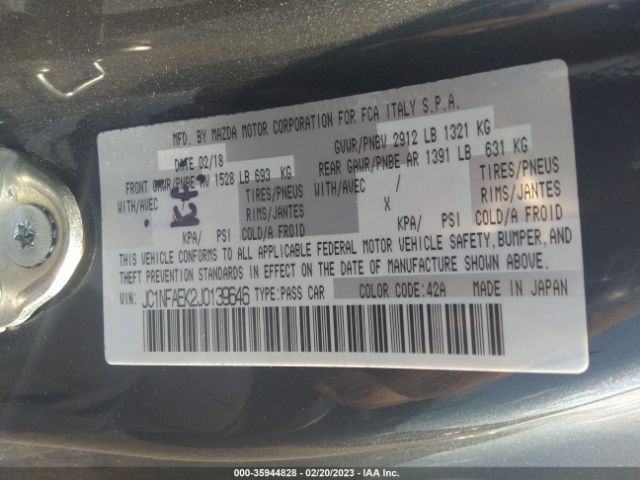 MFD. BY MAZDA MOTOR CORPORATION FOR FCA ITALY S.P.A.
DATE 02/18 GVWR/PNBV 2912 LB 1321 KG
FRONT GAWR/PNBE AV 1528 LB 693 KG REAR GAWR/PNBE AR 1391 LB 631 KG
WITH/AVEC TIRES/PNEUS WITH/AVEC / TIRES/PNEUS
RIMS/JANTES X RIMS/JANTES
KPA/ PSI COLD/A FROID KPA/ PSI COLD/A FROID
THIS VEHICLE CONFORMS TO ALL APPLICABLE FEDERAL MOTOR VEHICLE SAFETY, BUMPER, AND
THEFT PREVENTION STANDARDS IN EFFECT ON THE DATE OF MANUFACTURE SHOWN ABOVE.
VIN: JC1NFAEK2J0139646 TYPE:PASS CAR COLOR CODE:42A MADE IN JAPAN
000-35944828 - 02/20/2023 - IAA Inc.